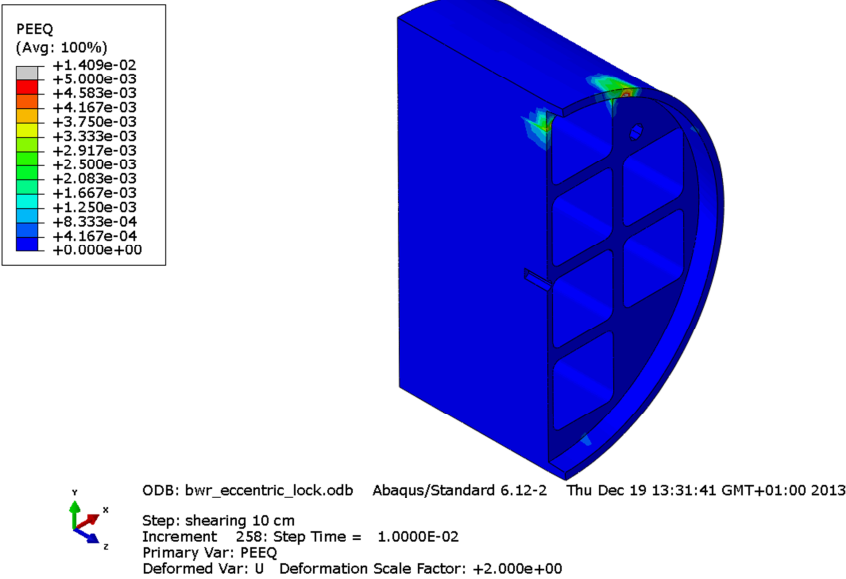 PEEQ
(Avg: 100%)
+1.409e-02
+5.000e-03
+4.583e-03
+4.167e-03
+3.750e-03
+3.333e-03
+2.917e-03
+2.500e-03
+2.083e-03
+1.667e-03
+1.250e-03
+8.333e-04
+4.167e-04
+0.000e+00
Y
X
Z
ODB: bwr_eccentric_lock.odb Abaqus/Standard 6.12-2 Thu Dec 19 13:31:41 GMT+01:00 2013
Step: shearing 10 cm
Increment 258: Step Time = 1.0000E-02
Primary Var: PEEQ
Deformed Var: U Deformation Scale Factor: +2.000e+00